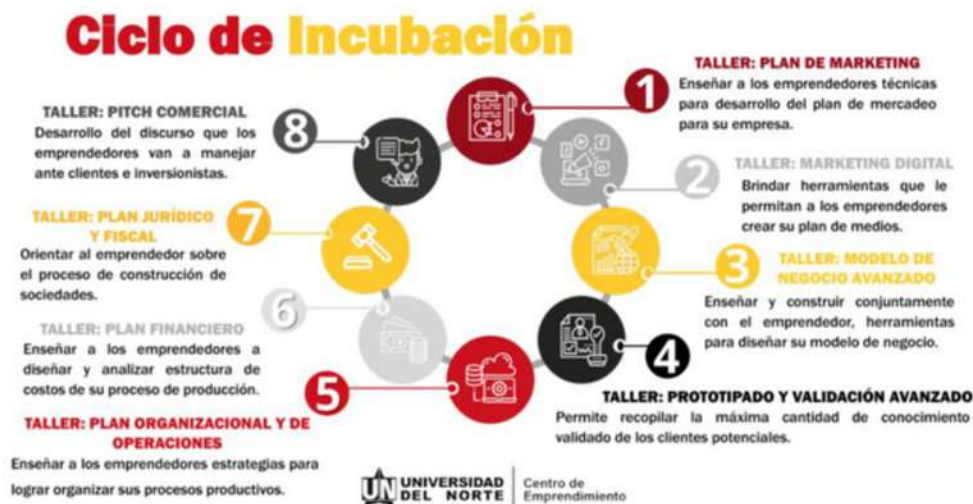 Ciclo de Incubación
1
TALLER: PLAN DE MARKETING
Enseñar a los emprendedores técnicas
para desarrollo del plan de mercadeo
para su empresa.
2
TALLER: MARKETING DIGITAL
Brindar herramientas que le
permitan a los emprendedores
crear su plan de medios.
3
TALLER: MODELO DE
NEGOCIO AVANZADO
Enseñar y construir conjuntamente
con el emprendedor, herramientas
para diseñar su modelo de negocio.
4
TALLER: PROTOTIPADO Y VALIDACIÓN AVANZADO
Permite recopilar la máxima cantidad de conocimiento
validado de los clientes potenciales.
5
TALLER: PLAN ORGANIZACIONAL Y DE
OPERACIONES
Enseñar a los emprendedores estrategias para
lograr organizar sus procesos productivos.
6
TALLER: PLAN FINANCIERO
Enseñar a los emprendedores a
diseñar y analizar estructura de
costos de su proceso de producción.
7
TALLER: PLAN JURÍDICO
Y FISCAL
Orientar al emprendedor sobre
el proceso de construcción de
sociedades.
8
TALLER: PITCH COMERCIAL
Desarrollo del discurso que los
emprendedores van a manejar
ante clientes e inversionistas.
UN
UNIVERSIDAD
DEL NORTE
Centro de
Emprendimiento